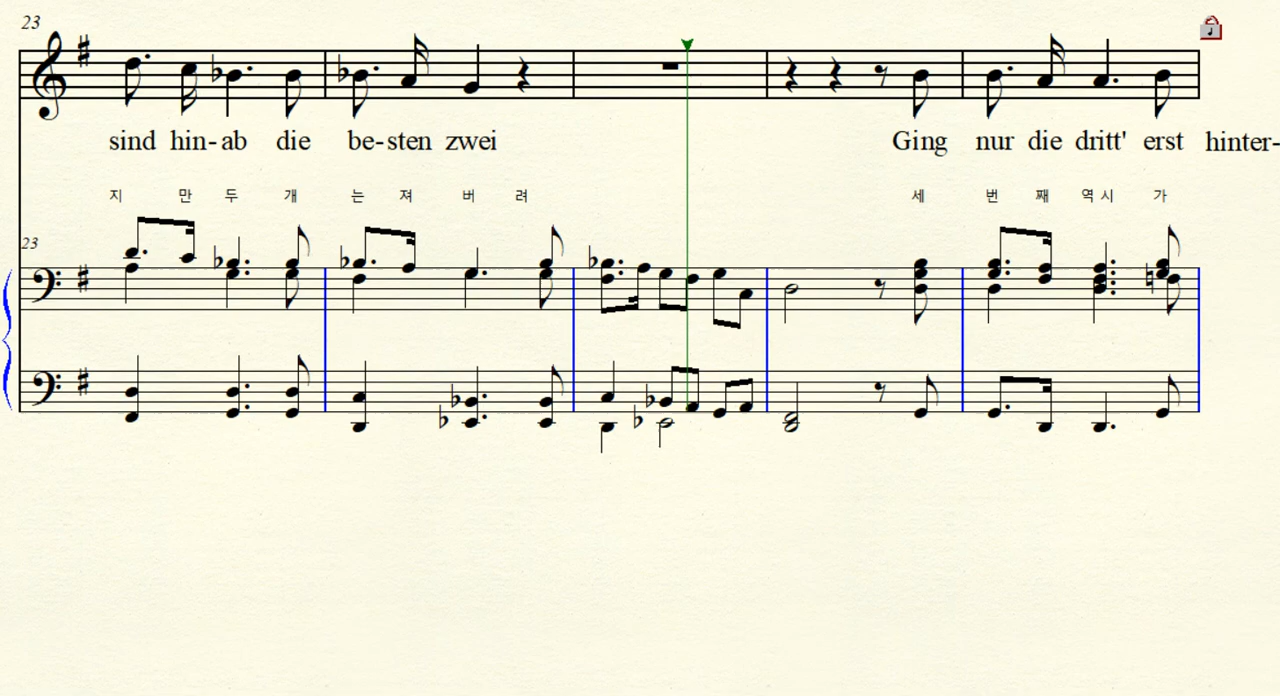 23
sind hin-ab die be-sten zwei Ging nur die dritt' erst hinter-
지 만 두 개 는 져 버 려 세 번 째 역 시 가
23